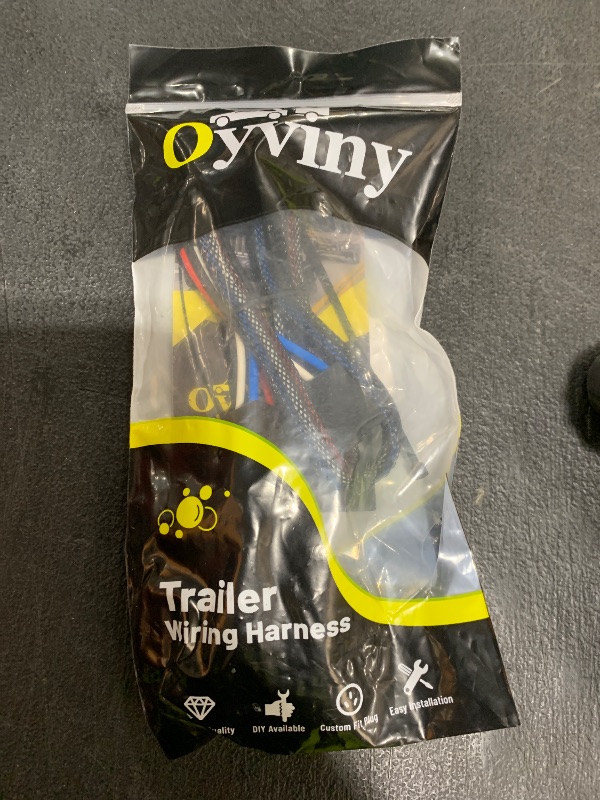 Oyviny
Trailer
Wiring Harness
DIY Available
Custom Fit Plug
Easy Installation